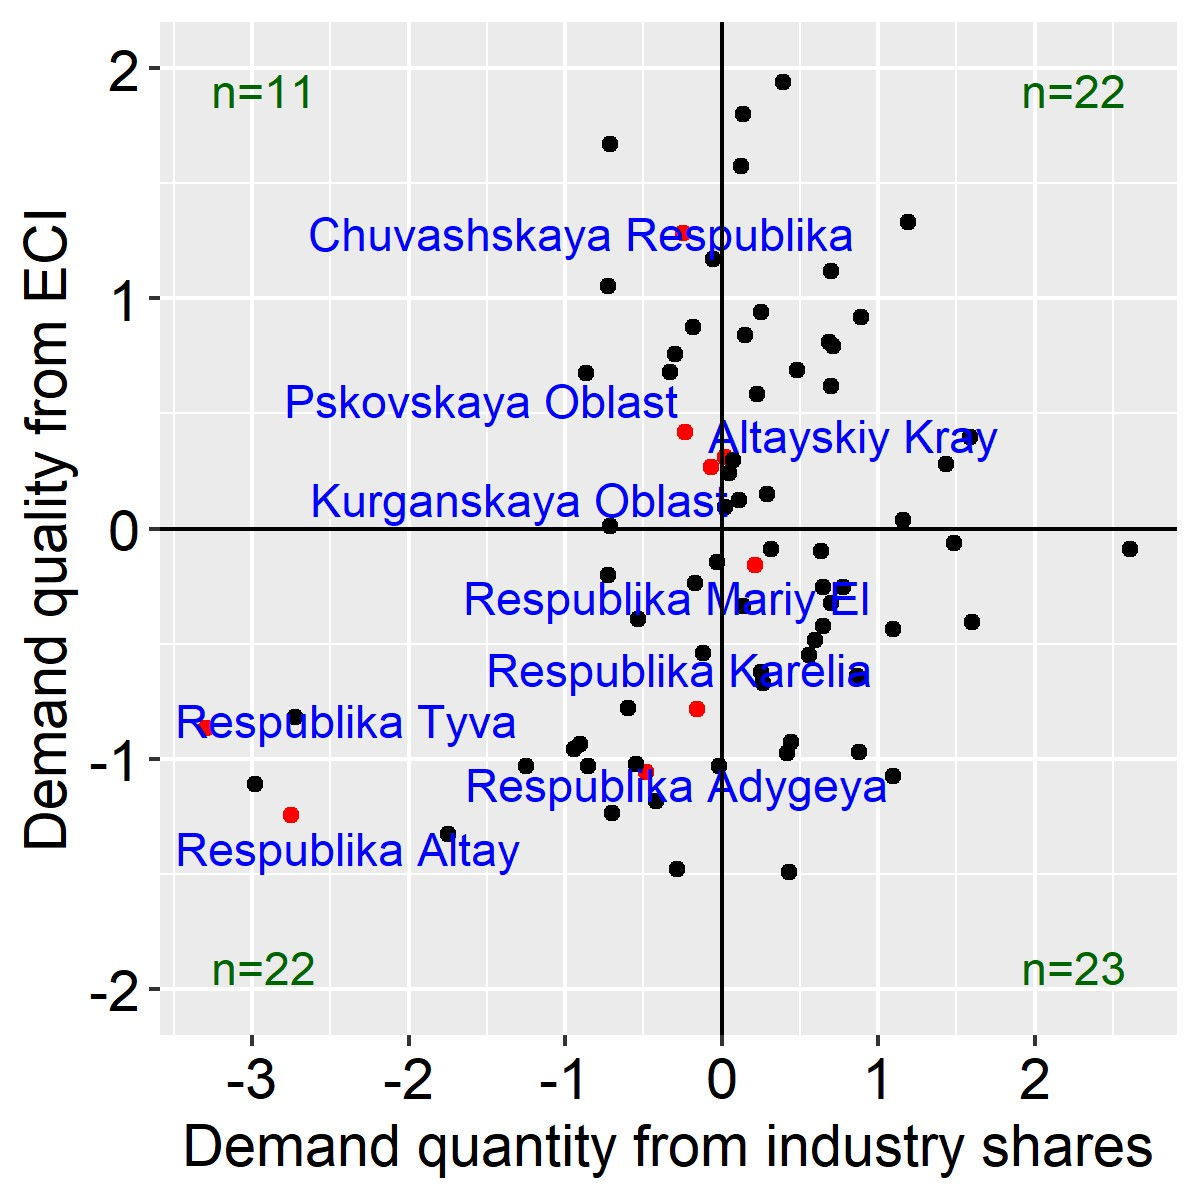 2
n=11
n=22
Chuvashskaya Respublika
1
Pskovskaya Oblast
Altayskiy Kray
Kurganskaya Oblast
0
Respublika Mariy El
Respublika Karelia
Respublika Tyva
-1
Respublika Adygeya
Respublika Altay
n=22
n=23
-2
-3
-2
-1
0
1
2
Demand quantity from industry shares
Demand quality from ECI